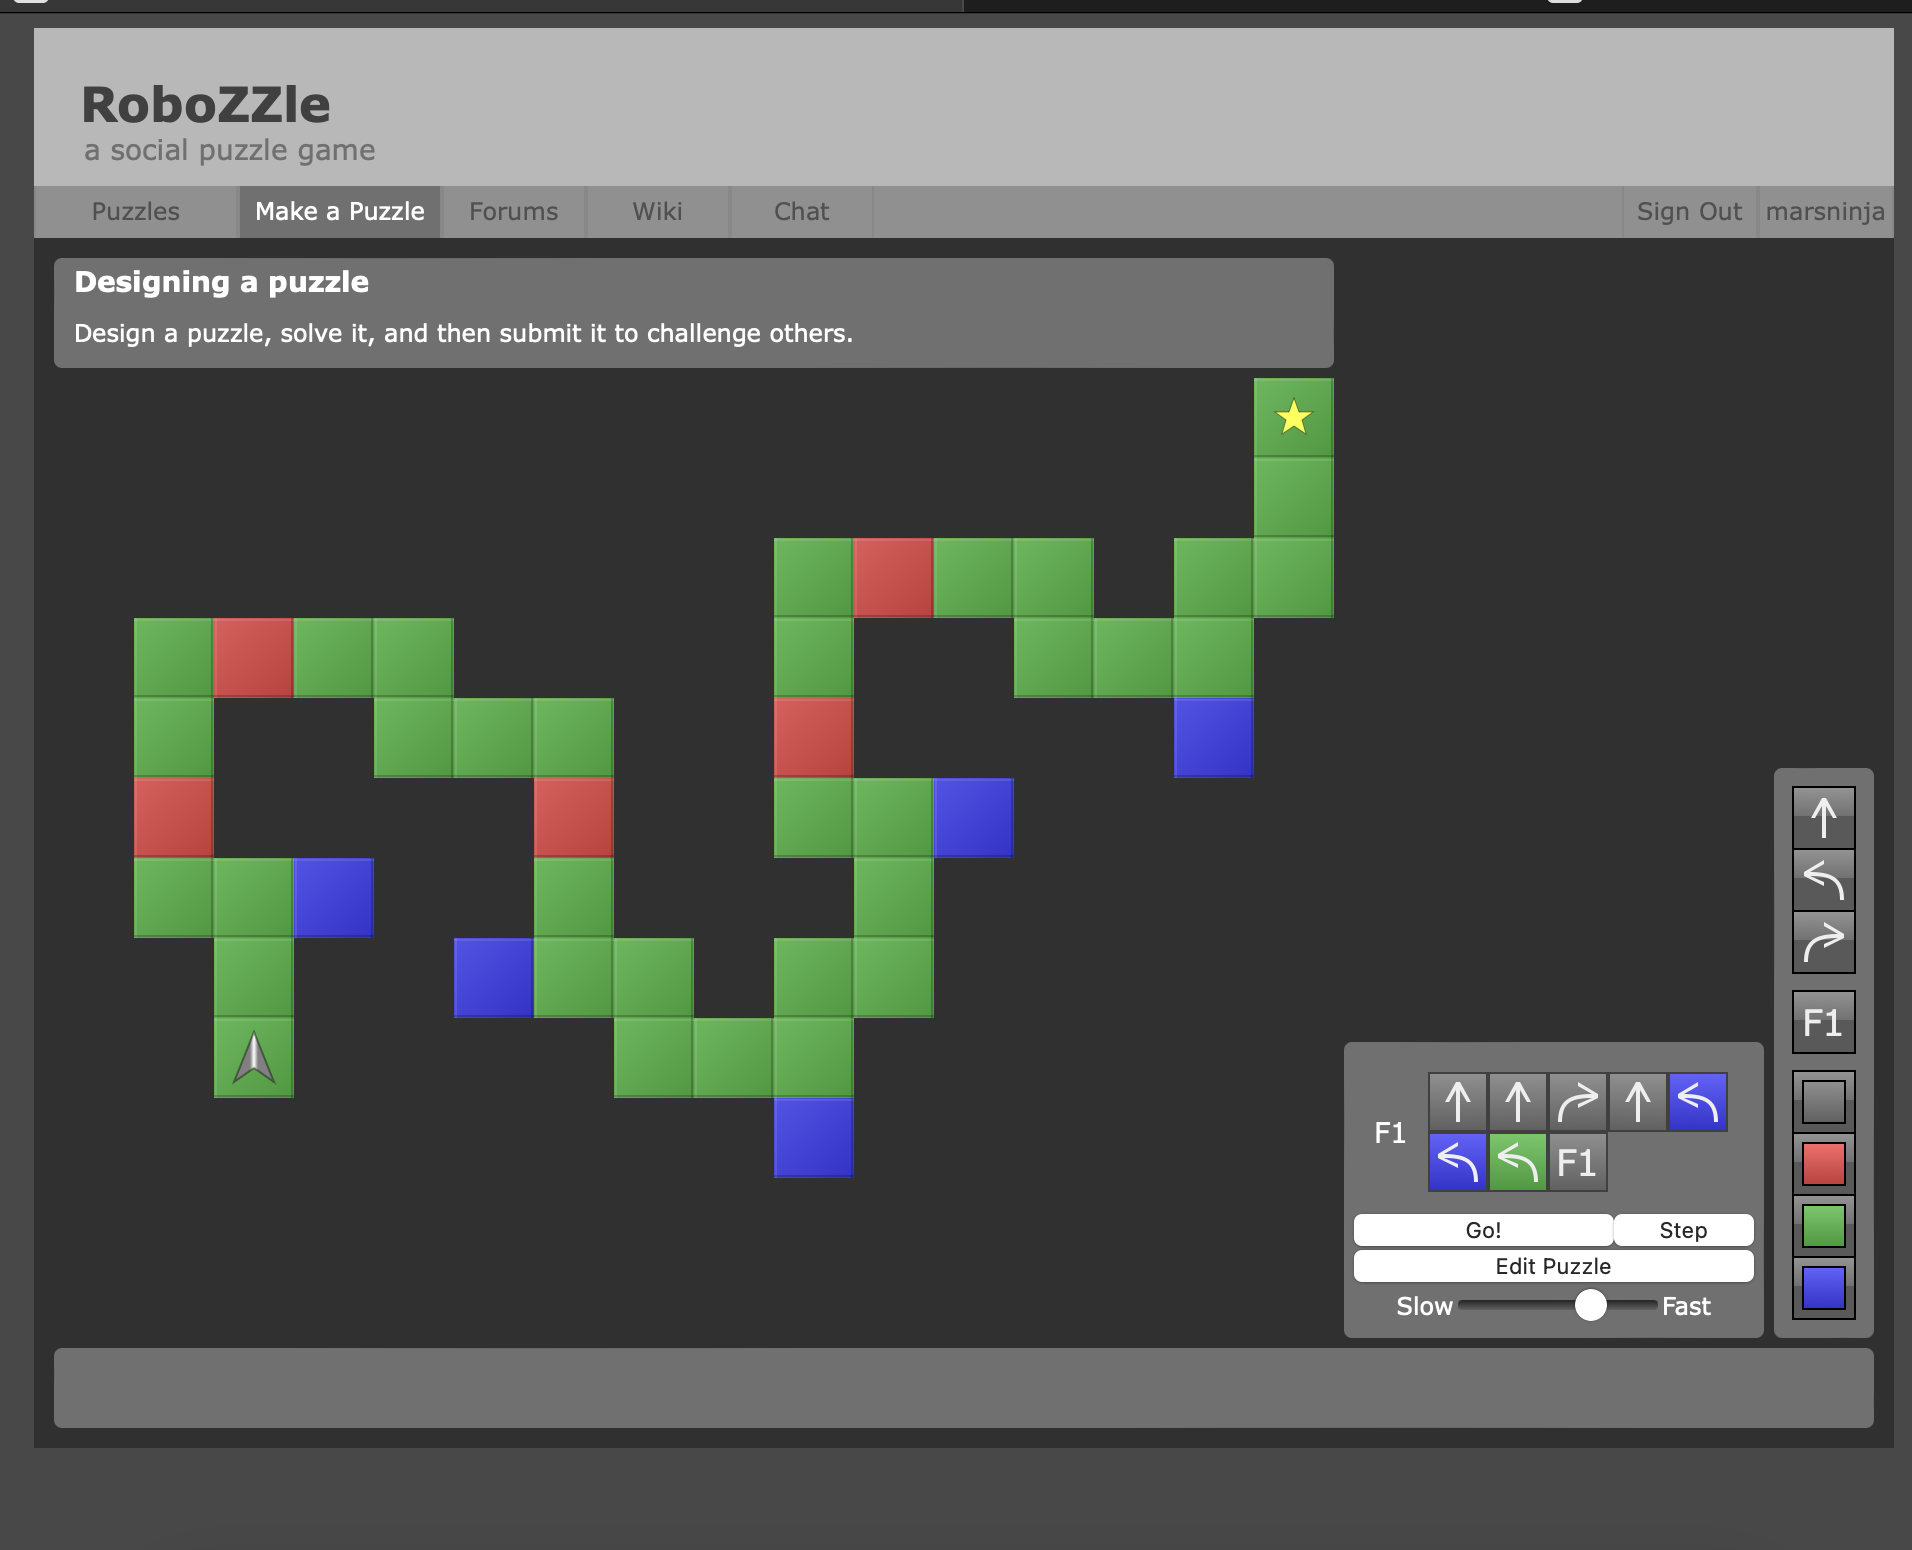 RoboZZle
a social puzzle game
Puzzles
Make a Puzzle
Forums
Wiki
Chat
Sign Out
marsninja
Designing a puzzle
Design a puzzle, solve it, and then submit it to challenge others.
F1
F1
F1
Go!
Step
Edit Puzzle
Slow
Fast